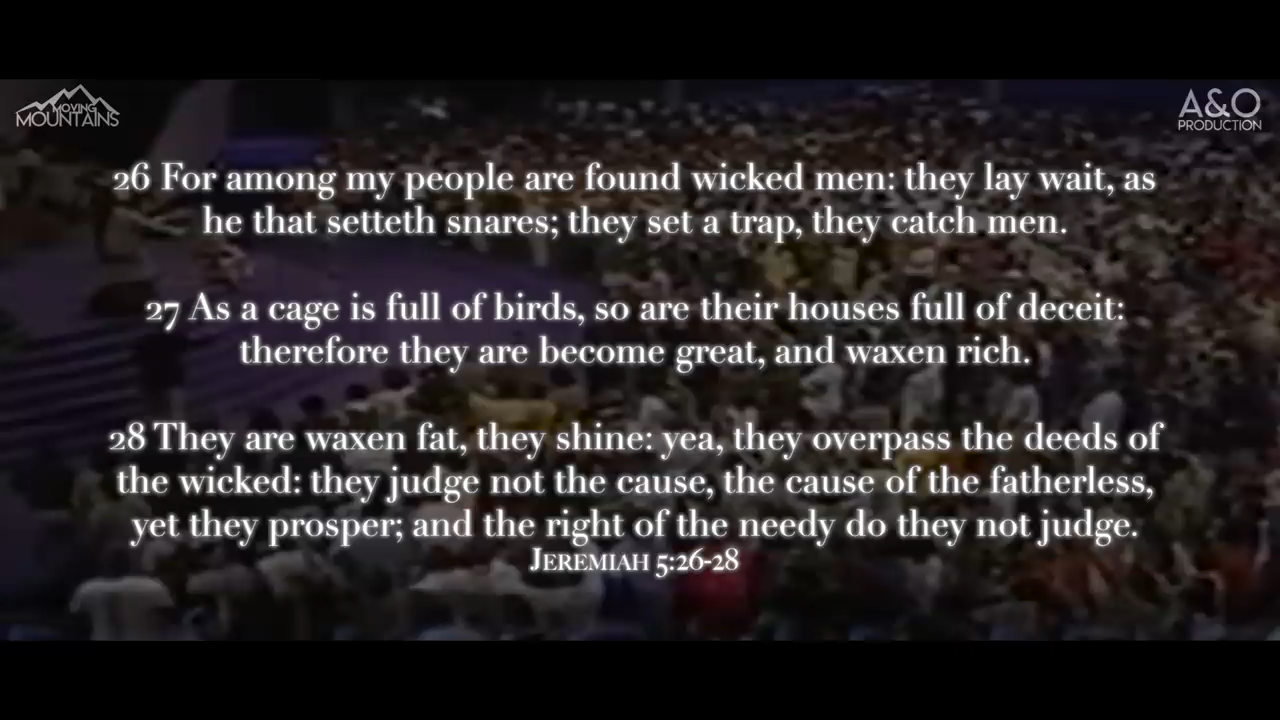 MOVING
MOUNTAINS
A&O
PRODUCTION
26 For among my people are found wicked men: they lay wait, as
he that setteth snares; they set a trap, they catch men.
27 As a cage is full of birds, so are their houses full of deceit:
therefore they are become great, and waxen rich.
28 They are waxen fat, they shine: yea, they overpass the deeds of
the wicked: they judge not the cause, the cause of the fatherless,
yet they prosper; and the right of the needy do they not judge.
JEREMIAH 5:26-28